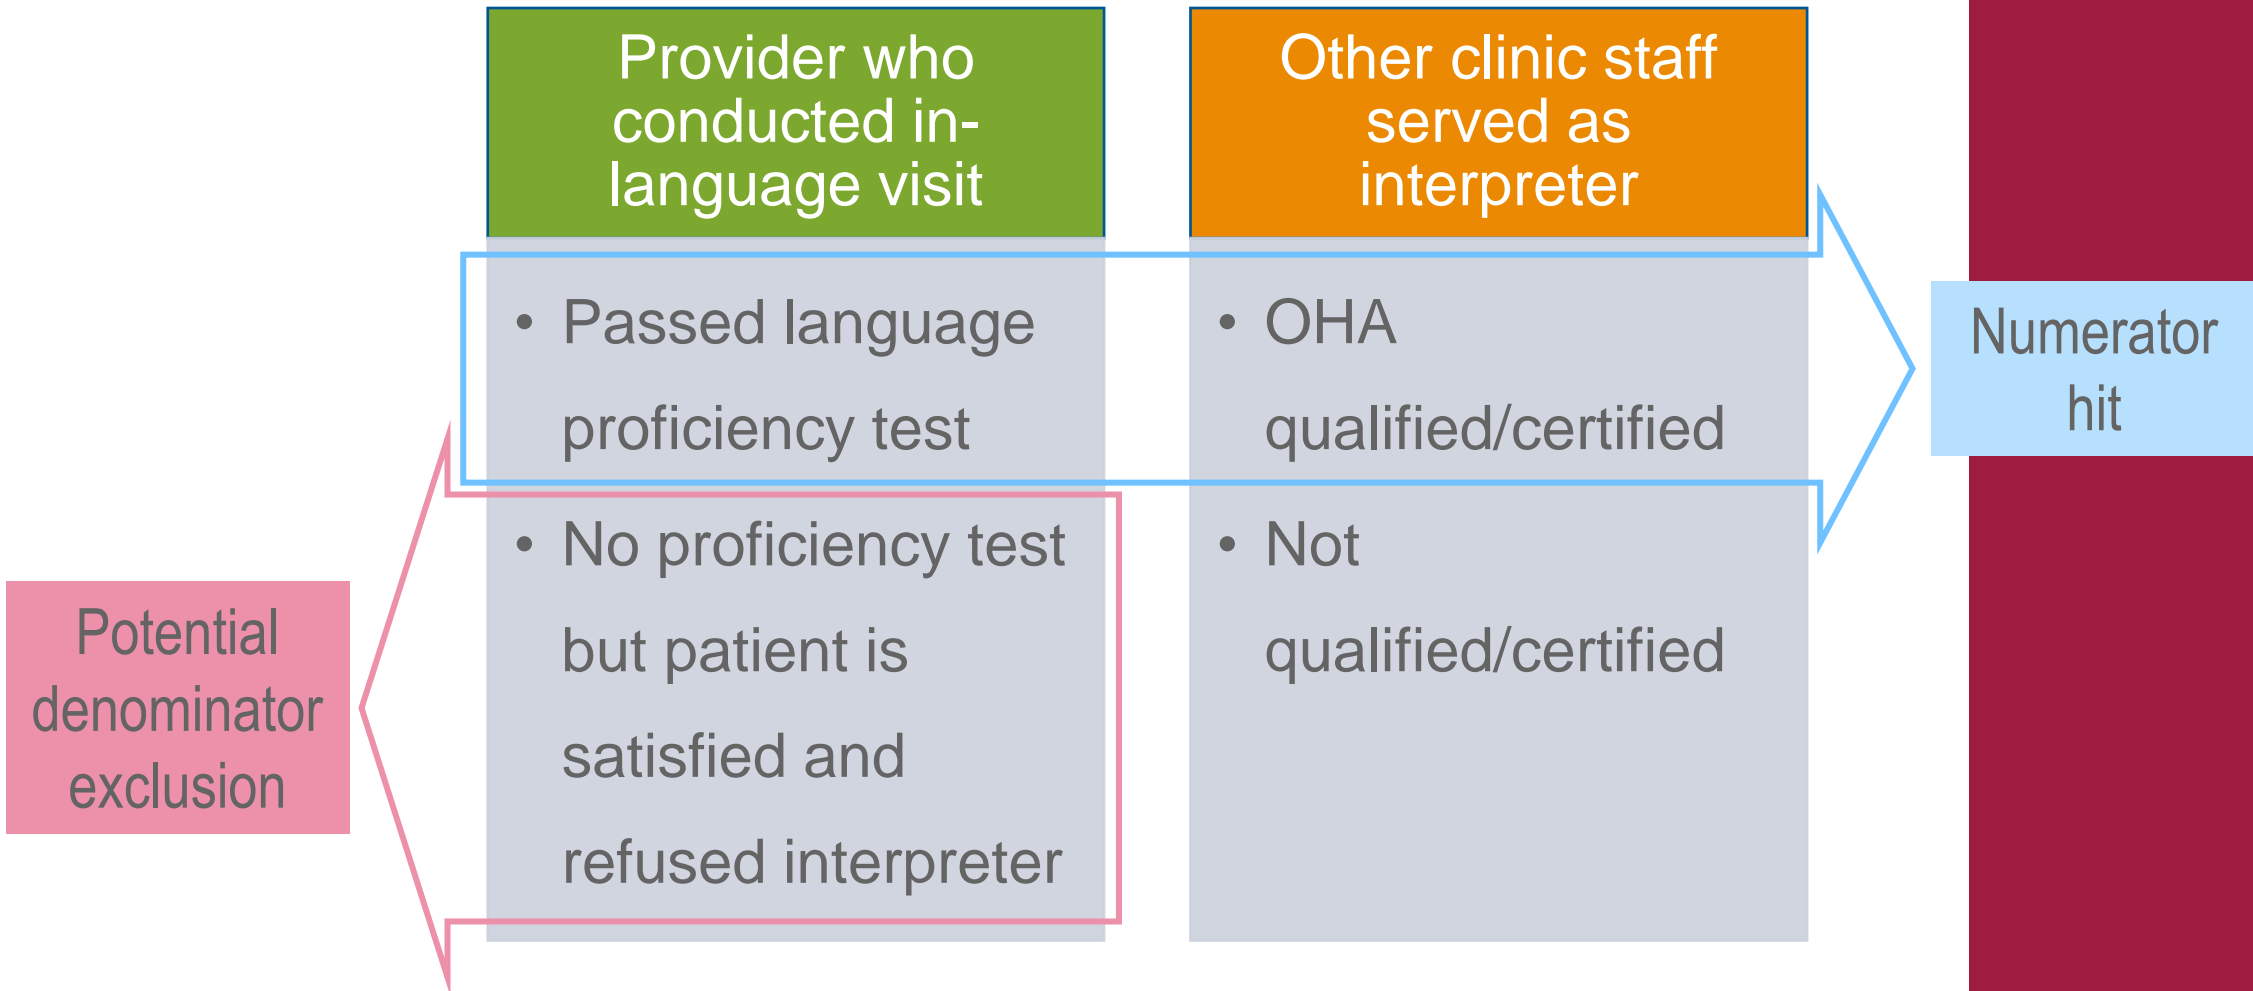 Provider who
conducted in-
language visit
Other clinic staff
served as
interpreter
• Passed language
proficiency test
• No proficiency test
but patient is
satisfied and
refused interpreter
• OHA
qualified/certified
• Not
qualified/certified
Numerator
hit
Potential
denominator
exclusion